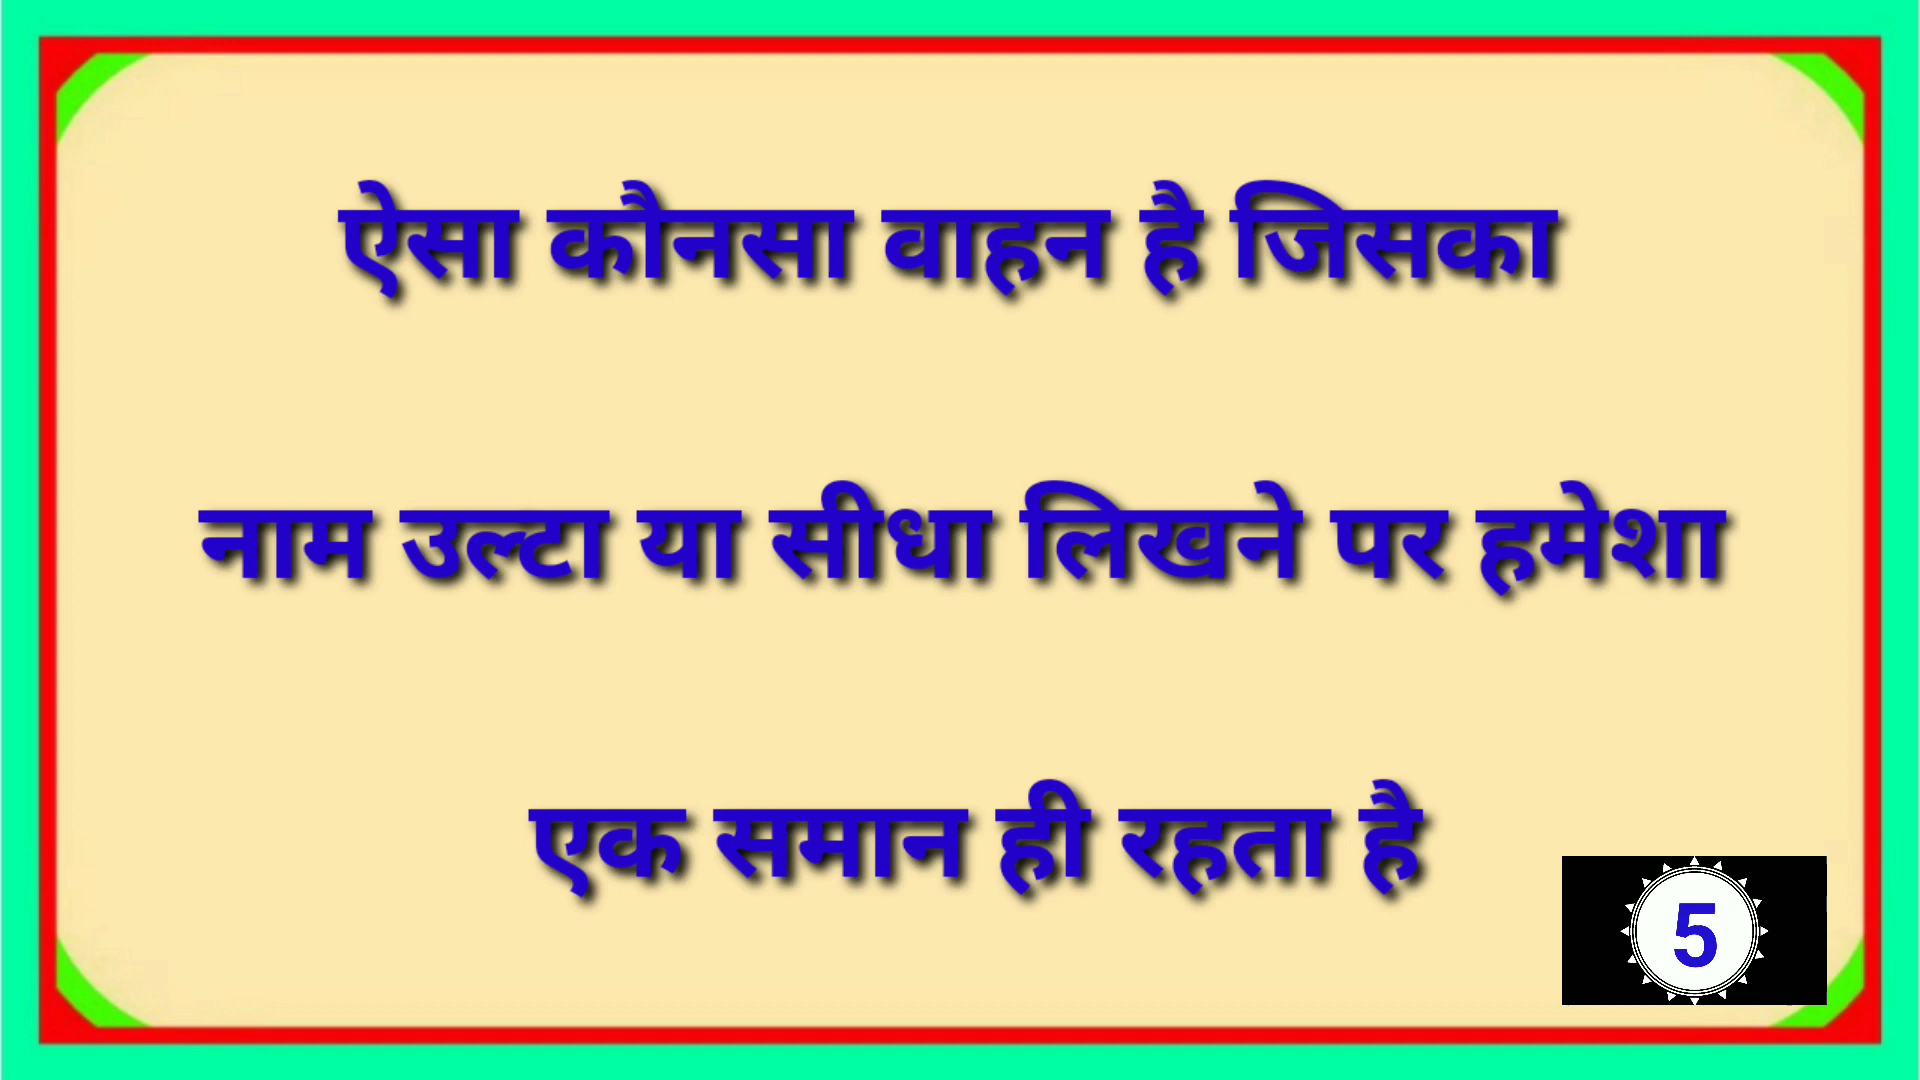 ऐसा कौनसा वाहन है जिसका
नाम उल्टा या सीधा लिखने पर हमेशा
एक समान ही रहता है
5